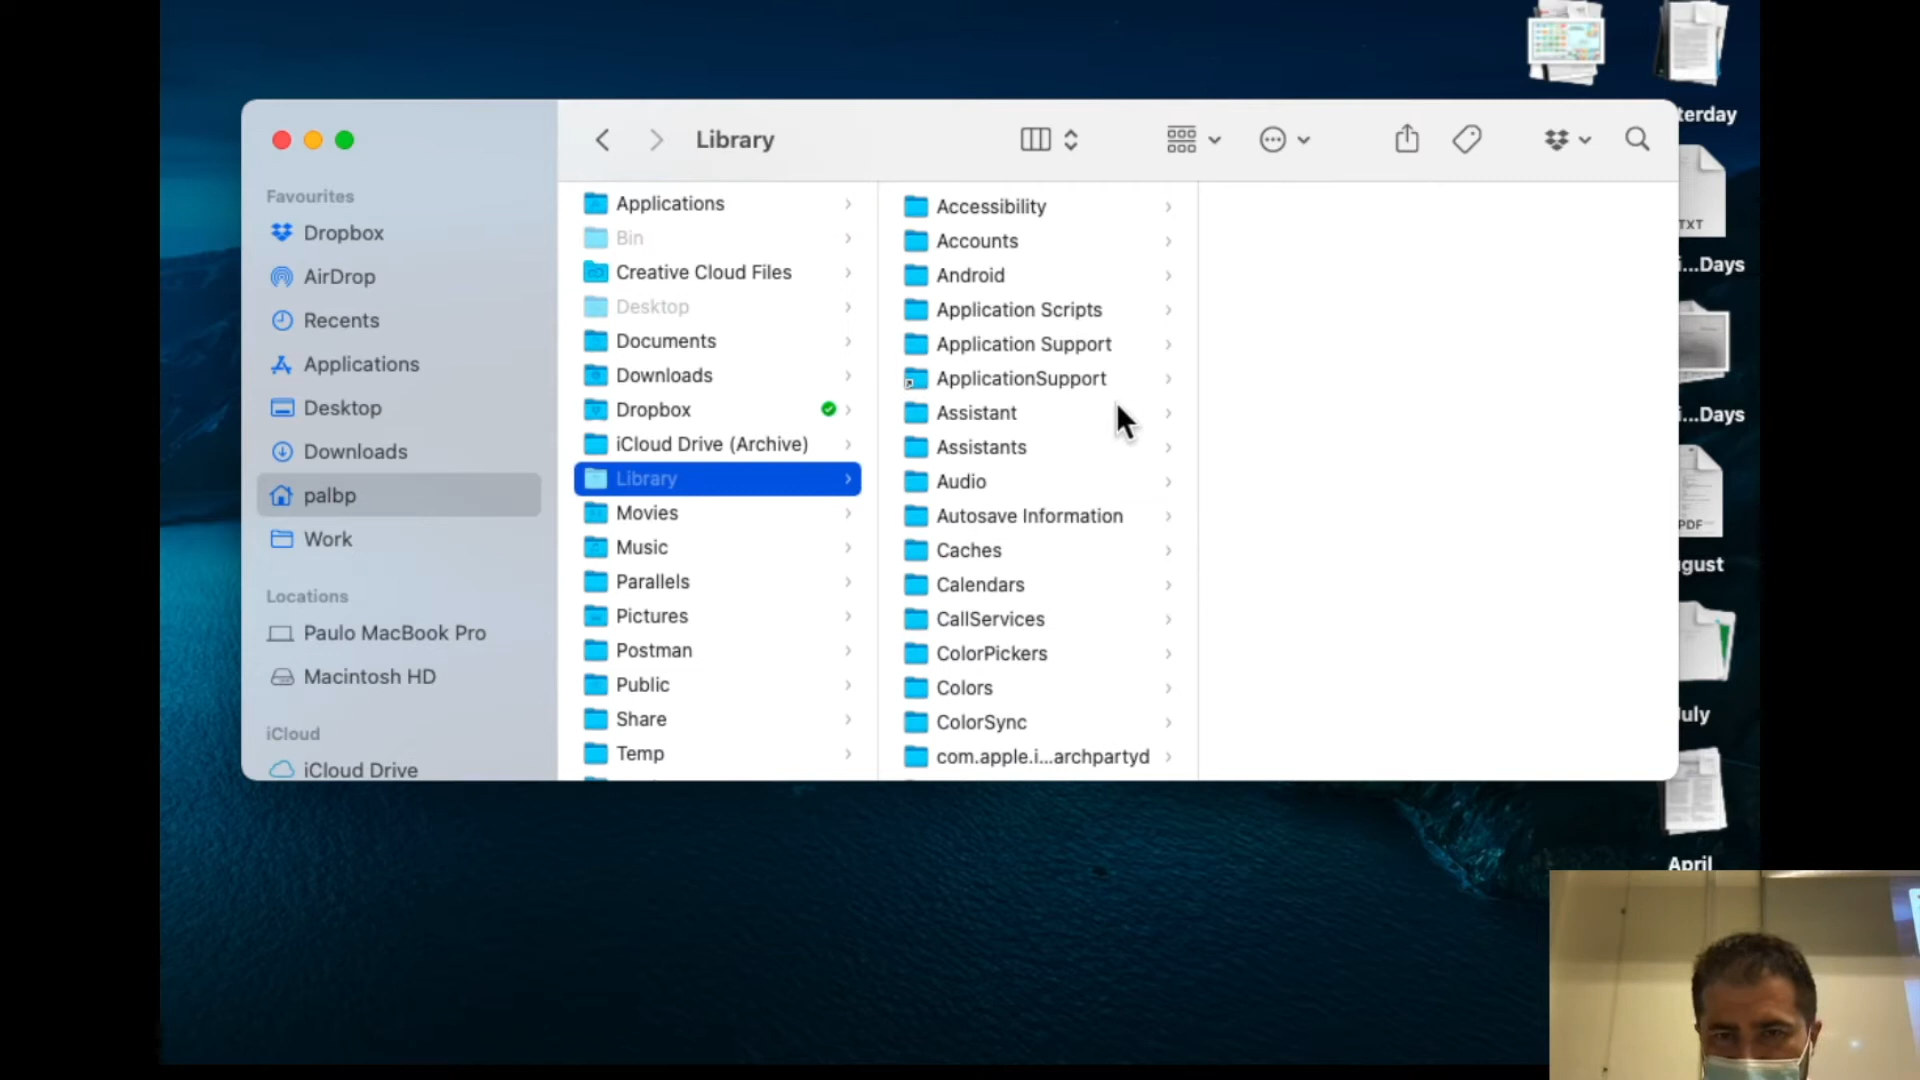 Library
Favourites
Dropbox
AirDrop
Recents
Applications
Desktop
Downloads
palbp
Work
Locations
Paulo MacBook Pro
Macintosh HD
iCloud
iCloud Drive
Applications
Bin
Creative Cloud Files
Desktop
Documents
Downloads
Dropbox
iCloud Drive (Archive)
Library
Movies
Music
Parallels
Pictures
Postman
Public
Share
Temp
Accessibility
Accounts
Android
Application Scripts
Application Support
ApplicationSupport
Assistant
Assistants
Audio
Autosave Information
Caches
Calendars
CallServices
ColorPickers
Colors
ColorSync
com.apple.i...archpartyd
terday
TXT
i...Days
i...Days
PDF
gust
uly
April